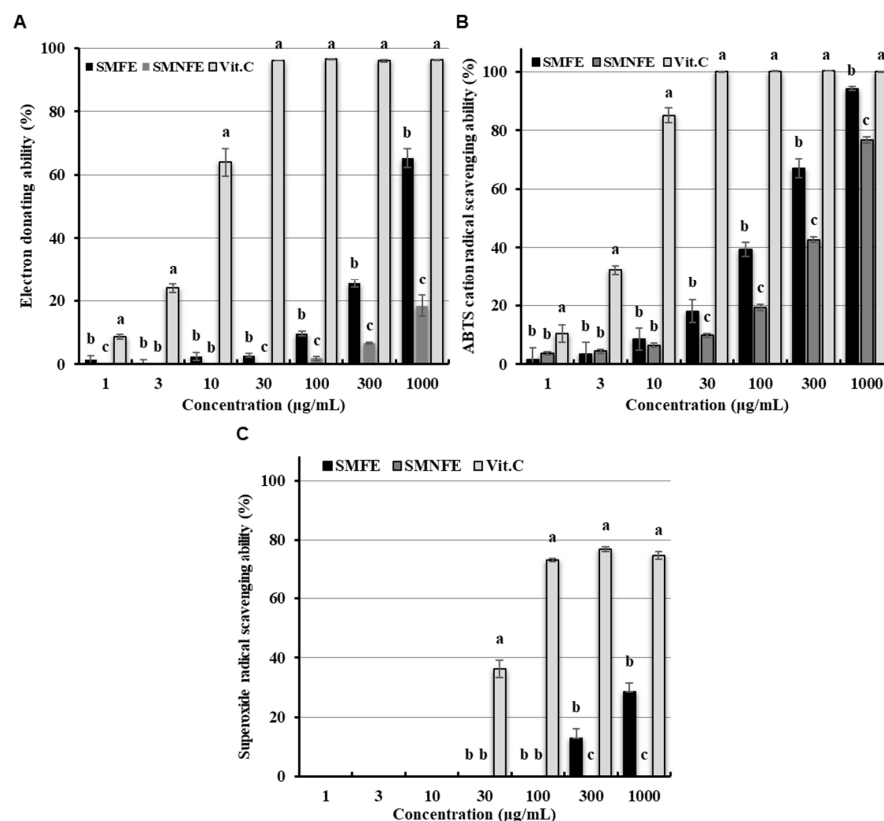 A
Electron donating ability (%)
100
80
60
40
20
0
SMFE SMNFE Vit.C
b c a
b b a
b b a
b c a
b c a
b c a
b c a
1 3 10 30 100 300 1000
Concentration (μg/mL)
B
ABTS cation radical scavenging ability (%)
100
80
60
40
20
0
SMFE SMNFE Vit.C
b b a
b b a
b b a
b c a
b c a
b c a
b c a
1 3 10 30 100 300 1000
Concentration (μg/mL)
C
Superoxide radical scavenging ability (%)
100
80
60
40
20
0
SMFE SMNFE Vit.C
b b a
b b a
b c a
b c a
1 3 10 30 100 300 1000
Concentration (μg/mL)